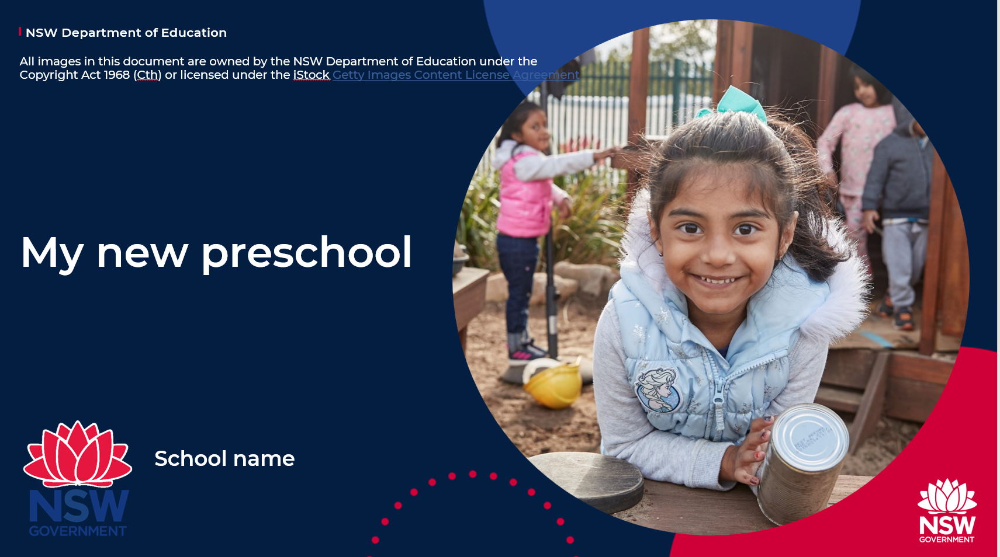 NSW Department of Education
All images in this document are owned by the NSW Department of Education under the
Copyright Act 1968 (Cth) or licensed under the iStock Getty Images Content License Agreement
My new preschool
School name
NSW
GOVERNMENT
NSW
GOVERNMENT